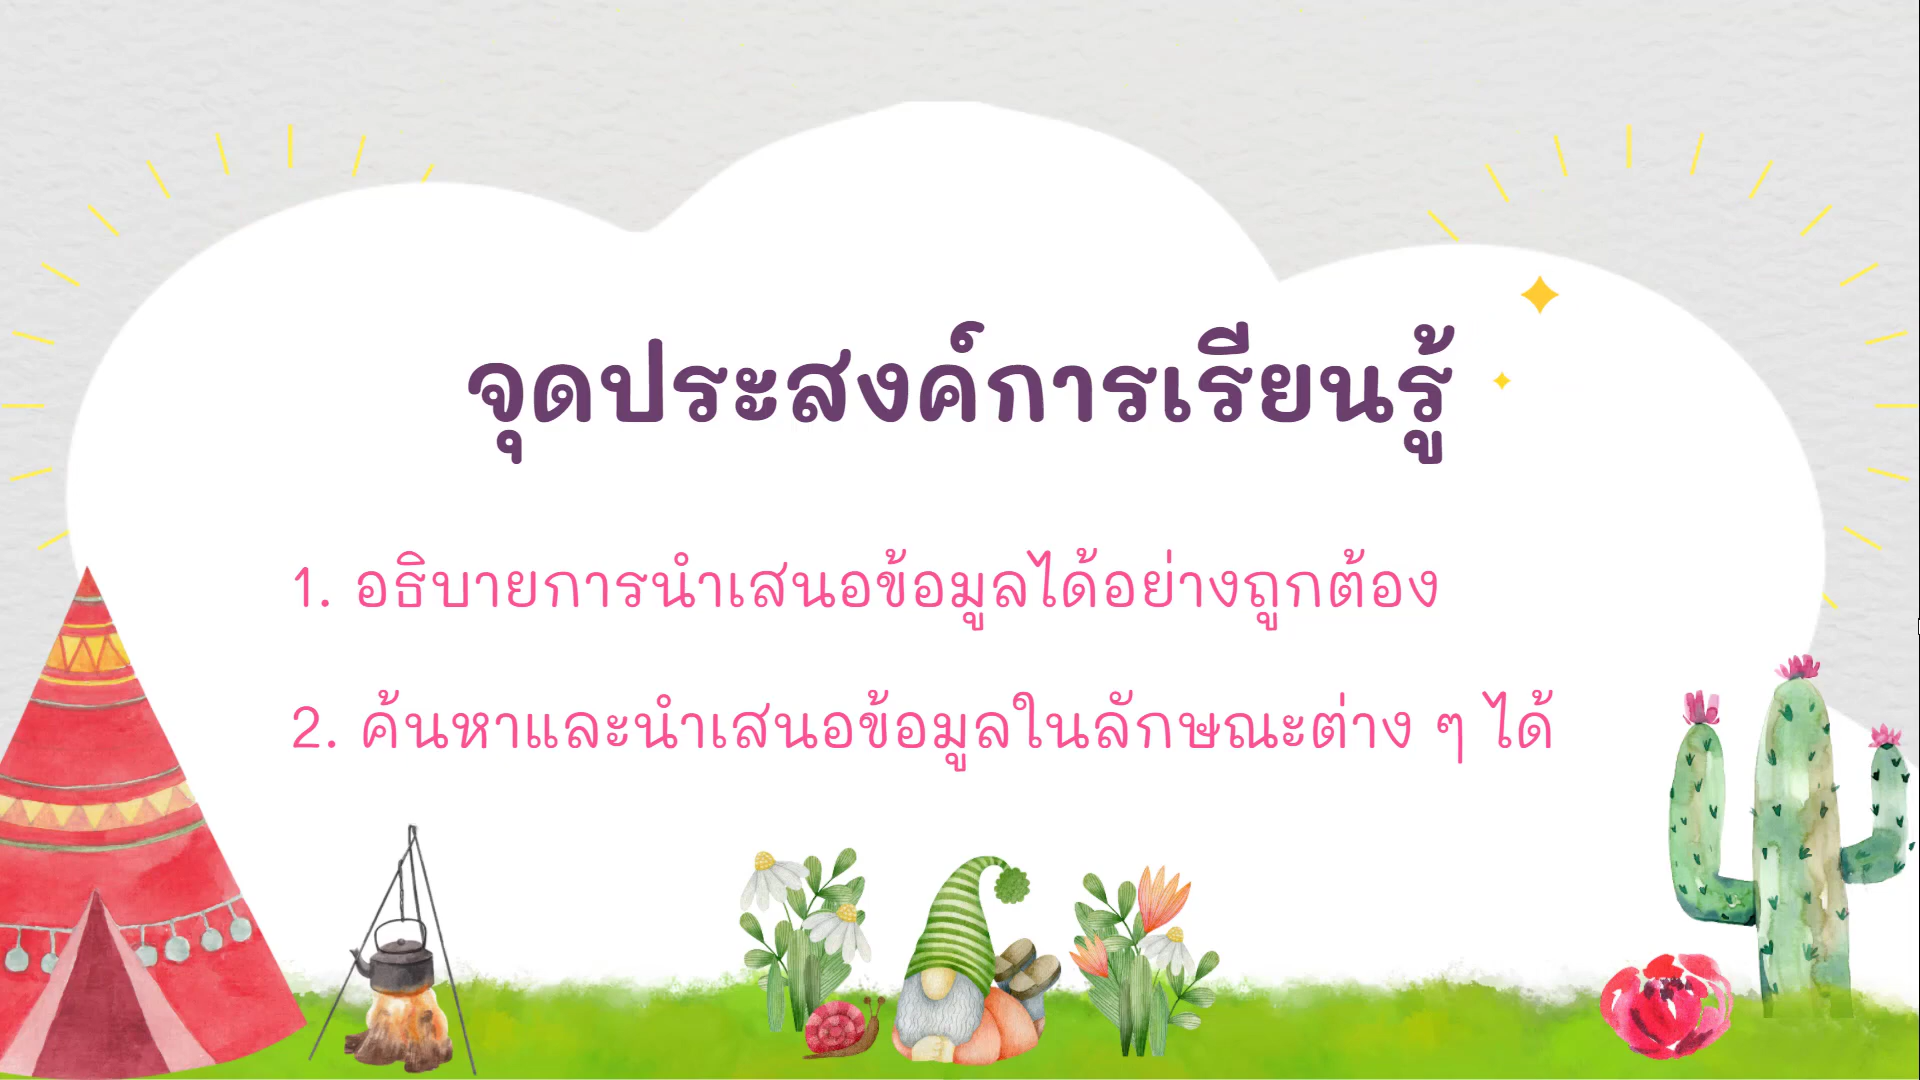 จุดประสงค์การเรียนรู้
1. อธิบายการนำเสนอข้อมูลได้อย่างถูกต้อง
2. ค้นหาและนำเสนอข้อมูลในลักษณะต่าง ๆ ได้